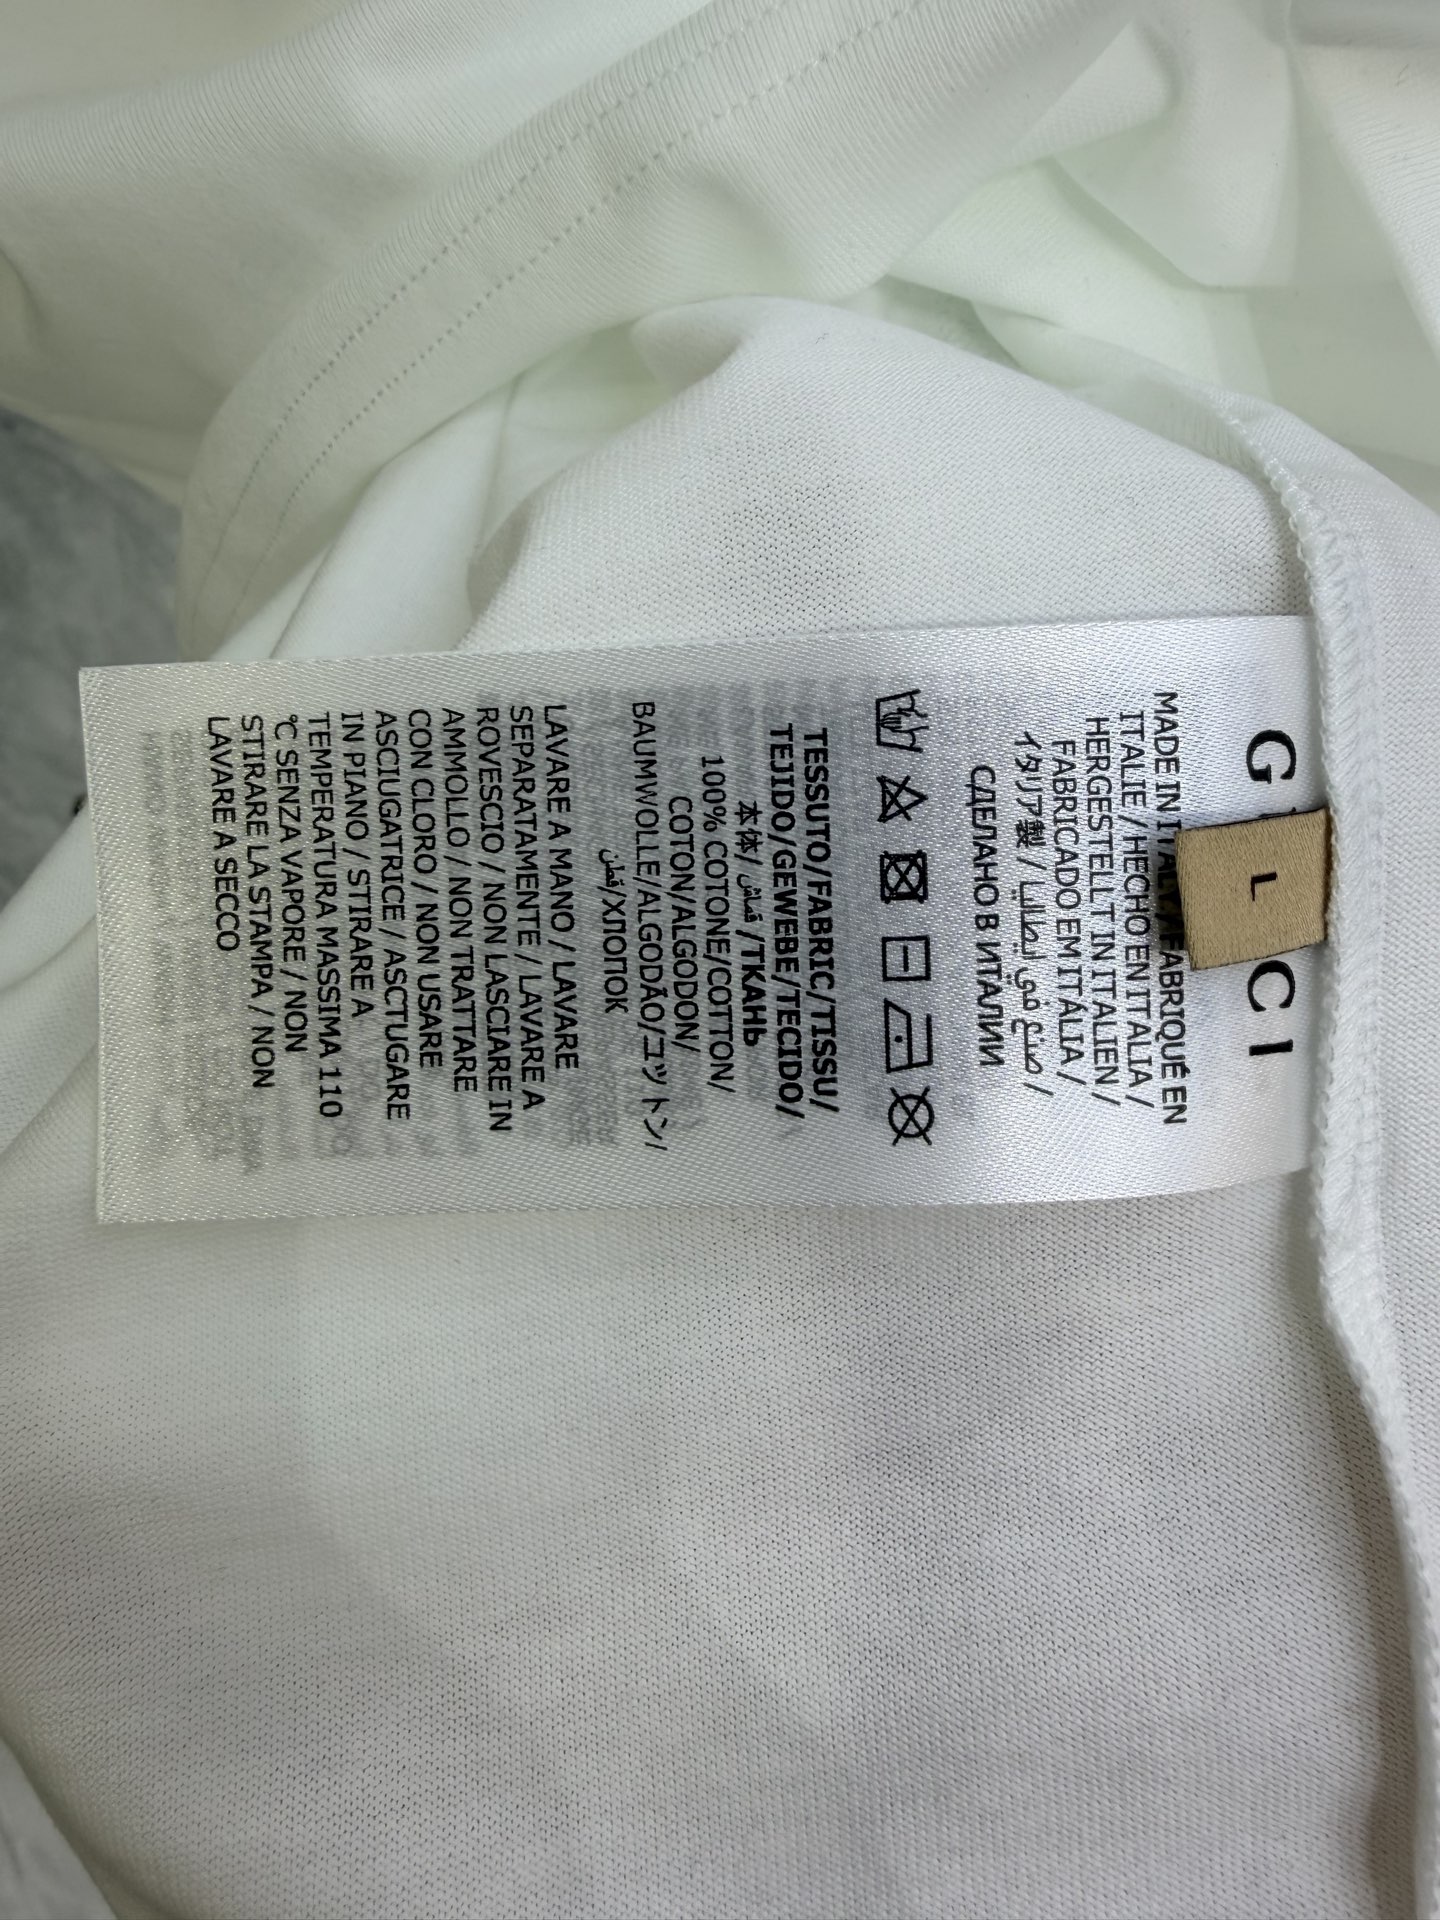 GUCCI
L
MADE IN ITALY / FABRIQUÉ EN
ITALIE / HECHO EN ITALIA /
HERGESTELLT IN ITALIEN /
FABRICADO EM ITÁLIA /
イタリア製 / صنع في إيطاليا /
СДЕЛАНО В ИТАЛИИ
TESSUTO/FABRIC/TISSU/
TEJIDO/GEWEBE/TECIDO/
本体/ قماش /ТКАНЬ
100% COTONE/COTTON/
COTON/ALGODON/
BAUMWOLLE/ALGODÃO/コットン/
قطن/ХЛОПОК
LAVARE A MANO / LAVARE
SEPARATAMENTE / LAVARE A
ROVESCIO / NON LASCIARE IN
AMMOLLO / NON TRATTARE
CON CLORO / NON USARE
ASCIUGATRICE / ASCTUGARE
IN PIANO / STIRARE A
TEMPERATURA MASSIMA 110
℃ SENZA VAPORE / NON
STIRARE LA STAMPA / NON
LAVARE A SECCO